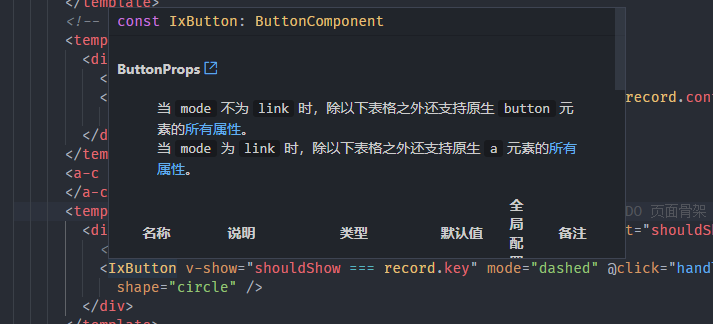 </template>
<!--
const IxButton: ButtonComponent
<temp
ButtonProps
<di
<
当 mode 不为 link 时，除以下表格之外还支持原生 button 元
<
record.con
素的所有属性。
</d
当 mode 为 link 时，除以下表格之外还支持原生 a 元素的所有
</tem
属性。
<a-c
</a-c
全
<temp
DO 页面骨架
局
<di
名称 说明 类型 默认值 配 备注
t="shouldSh
<
置
<IxButton v-show="shouldShow === record.key" mode="dashed" @click="handl
shape="circle" />
</div>
</template>